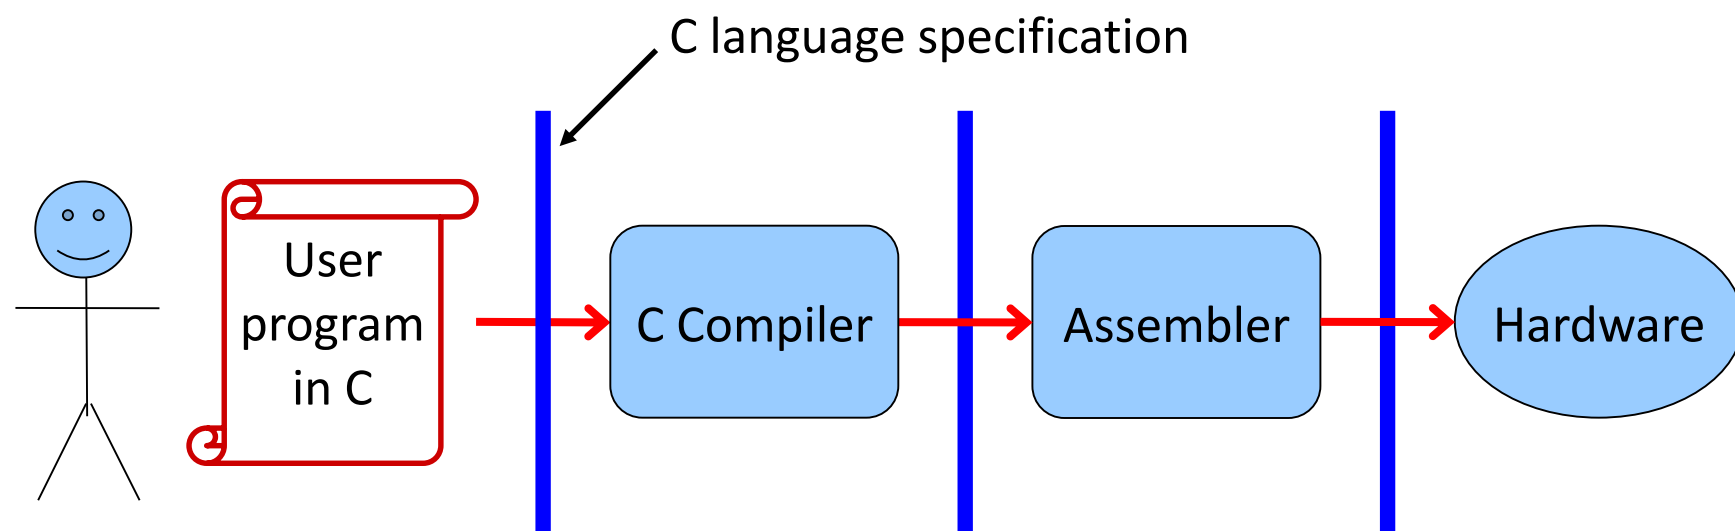 C language specification
User
program
in C
C Compiler
Assembler
Hardware